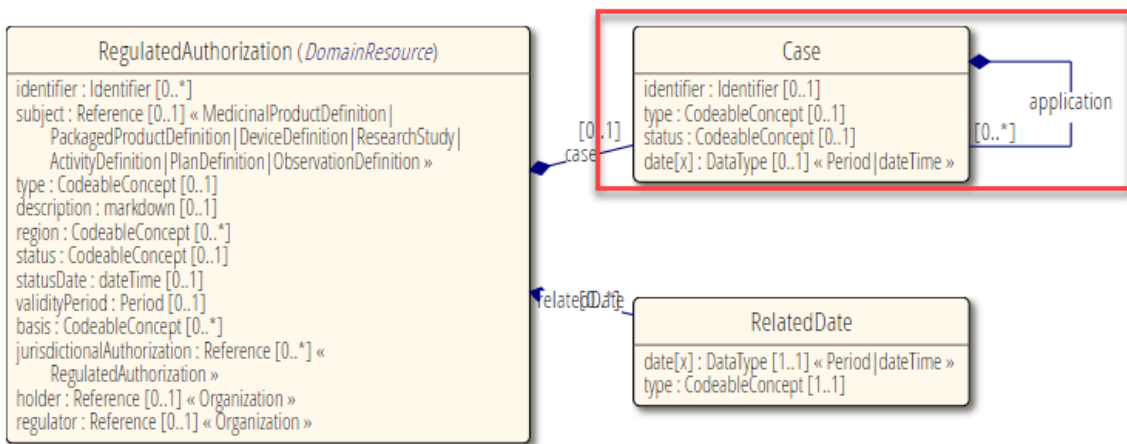 RegulatedAuthorization (DomainResource)
identifier : Identifier [0..*]
subject : Reference [0..1] « MedicinalProductDefinition|
PackagedProductDefinition|DeviceDefinition|ResearchStudy|
ActivityDefinition|PlanDefinition|ObservationDefinition »
type : CodeableConcept [0..1]
description : markdown [0..1]
region : CodeableConcept [0..*]
status : CodeableConcept [0..1]
statusDate : dateTime [0..1]
validityPeriod : Period [0..1]
basis : CodeableConcept [0..*]
jurisdictionalAuthorization : Reference [0..*] «
RegulatedAuthorization »
holder : Reference [0..1] « Organization »
regulator : Reference [0..1] « Organization »
[0..1]
case
Case
identifier : Identifier [0..1]
type : CodeableConcept [0..1]
status : CodeableConcept [0..1]
date[x] : DataType [0..1] « Period|dateTime »
application
[0..*]
relatedDate
[0..*]
RelatedDate
date[x] : DataType [1..1] « Period|dateTime »
type : CodeableConcept [1..1]